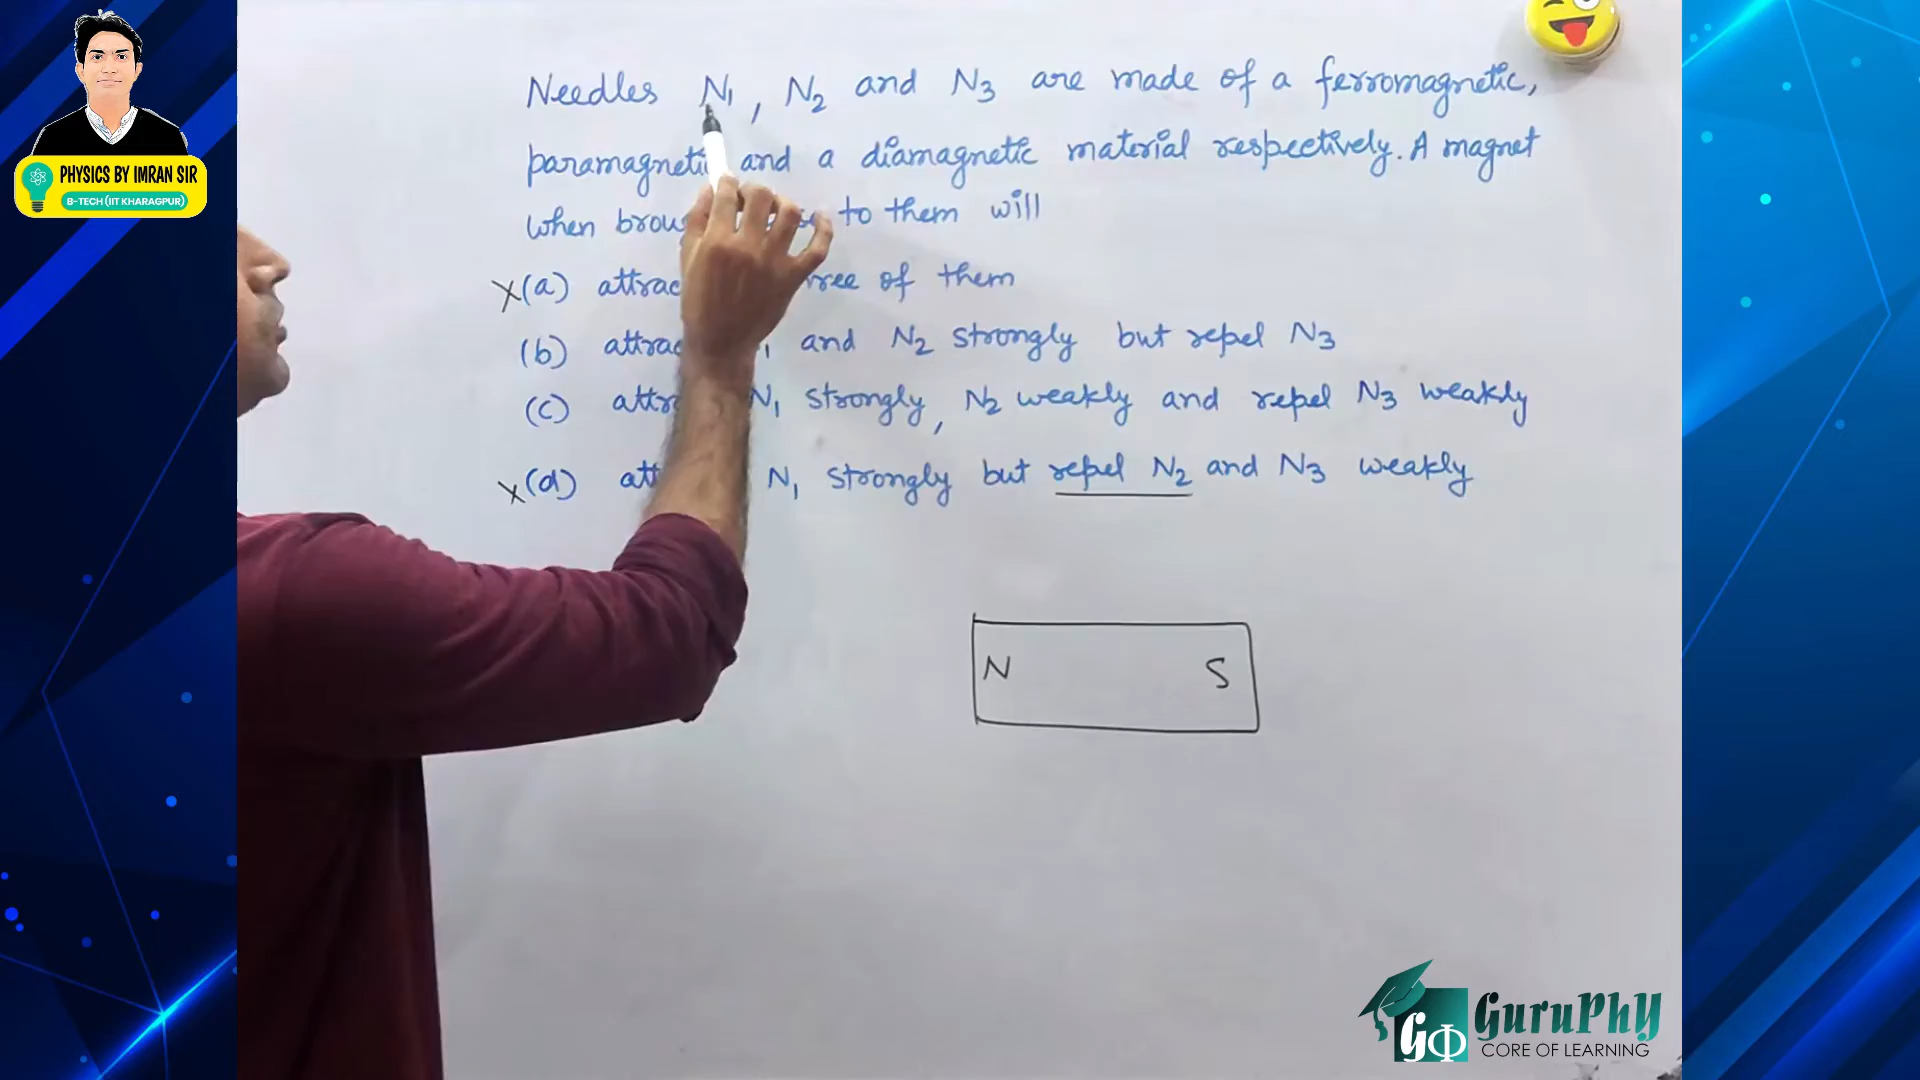 Needles N1, N2 and N3 are made of a ferromagnetic,
paramagnetic and a diamagnetic material respectively. A magnet
when to them will
X(a) of them
(b) and N2 strongly but repel N3
(c) N1 strongly, N2 weakly and repel N3 weakly
X(d) N1 strongly but repel N2 and N3 weakly
N S
PHYSICS BY IMRAN SIR
B-TECH (IIT KHARAGPUR)
GΦ GURUPHY
CORE OF LEARNING